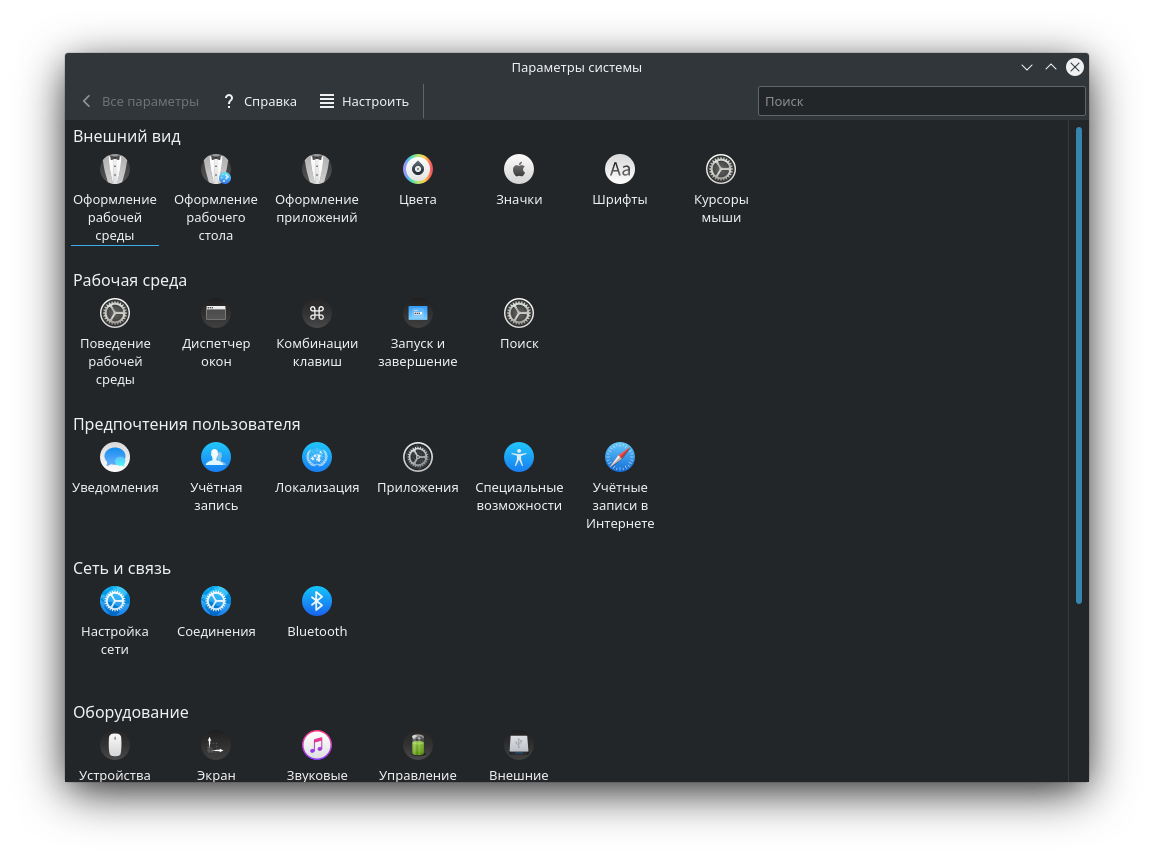 Параметры системы
Все параметры
? Справка
Настроить
Поиск
Внешний вид
Оформление рабочей среды
Оформление рабочего стола
Оформление приложений
Цвета
Значки
Aa
Шрифты
Курсоры мыши
Рабочая среда
Поведение рабочей среды
Диспетчер окон
Комбинации клавиш
Запуск и завершение
Поиск
Предпочтения пользователя
Уведомления
Учётная запись
Локализация
Приложения
Специальные возможности
Учётные записи в Интернете
Сеть и связь
Настройка сети
Соединения
Bluetooth
Оборудование
Устройства
Экран
Звуковые
Управление
Внешние